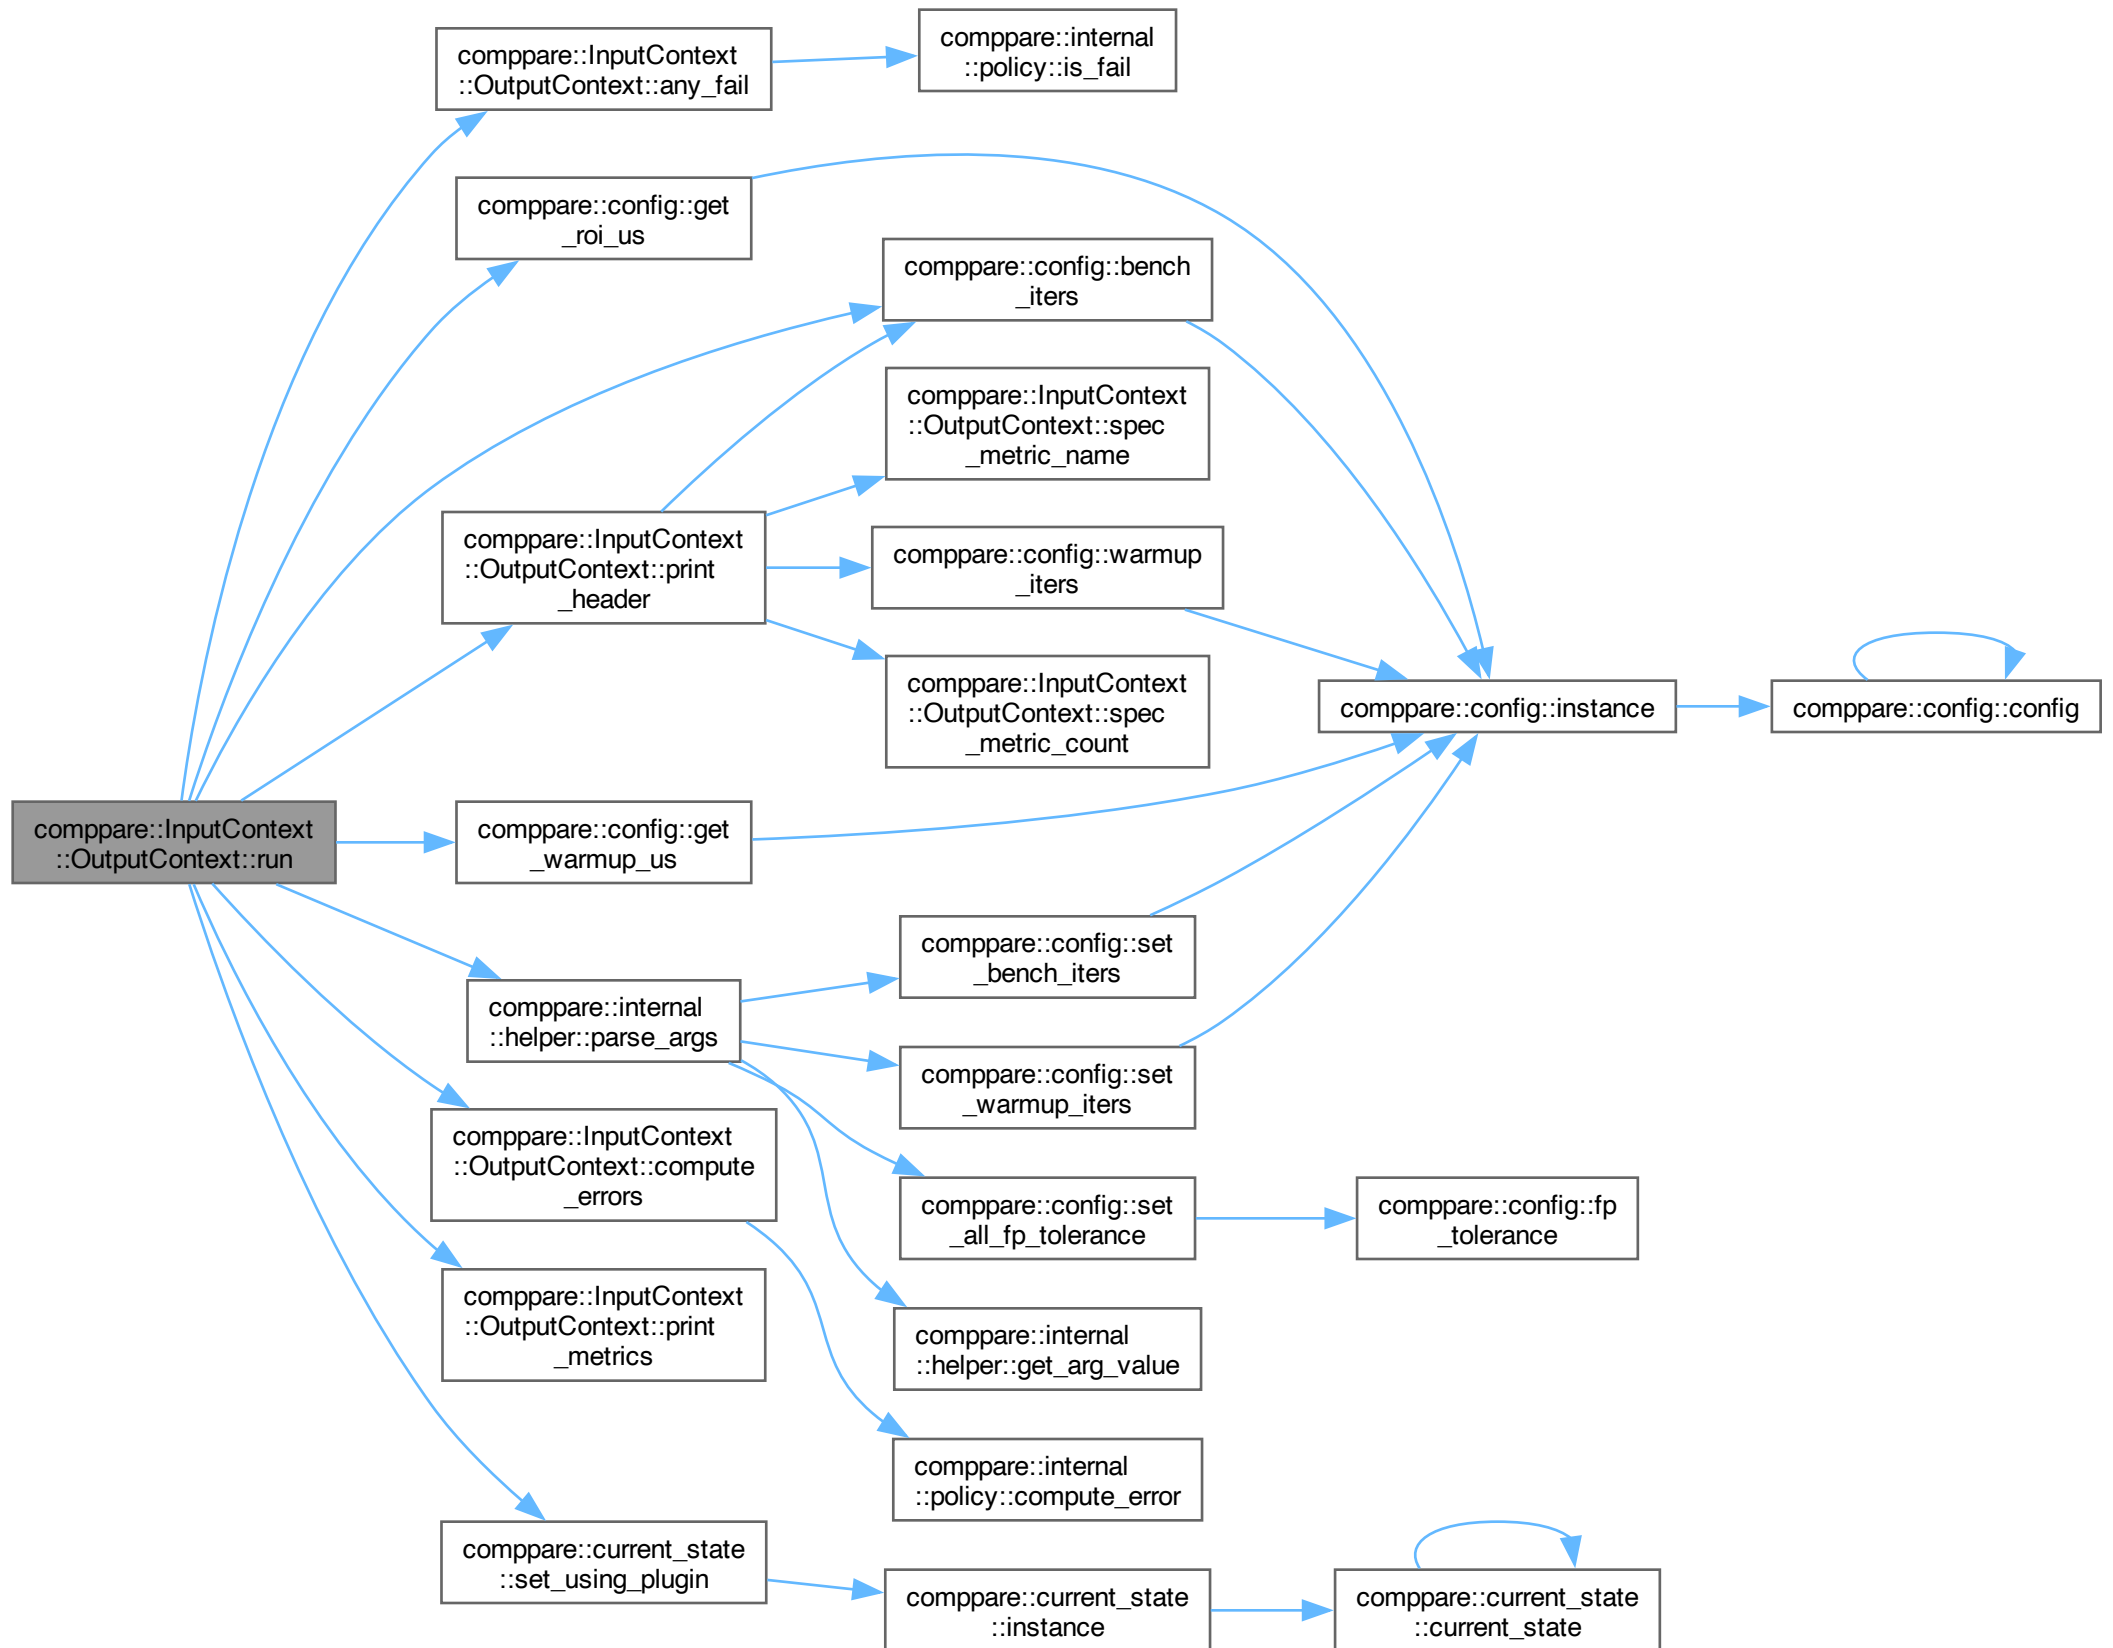 comppare::InputContext
::OutputContext::run
comppare::InputContext
::OutputContext::any_fail
comppare::internal
::policy::is_fail
comppare::config::get
_roi_us
comppare::config::bench
_iters
comppare::InputContext
::OutputContext::spec
_metric_name
comppare::InputContext
::OutputContext::print
_header
comppare::config::warmup
_iters
comppare::InputContext
::OutputContext::spec
_metric_count
comppare::config::instance
comppare::config::config
comppare::config::get
_warmup_us
comppare::config::set
_bench_iters
comppare::internal
::helper::parse_args
comppare::config::set
_warmup_iters
comppare::InputContext
::OutputContext::compute
_errors
comppare::config::set
_all_fp_tolerance
comppare::config::fp
_tolerance
comppare::InputContext
::OutputContext::print
_metrics
comppare::internal
::helper::get_arg_value
comppare::internal
::policy::compute_error
comppare::current_state
::set_using_plugin
comppare::current_state
::instance
comppare::current_state
::current_state